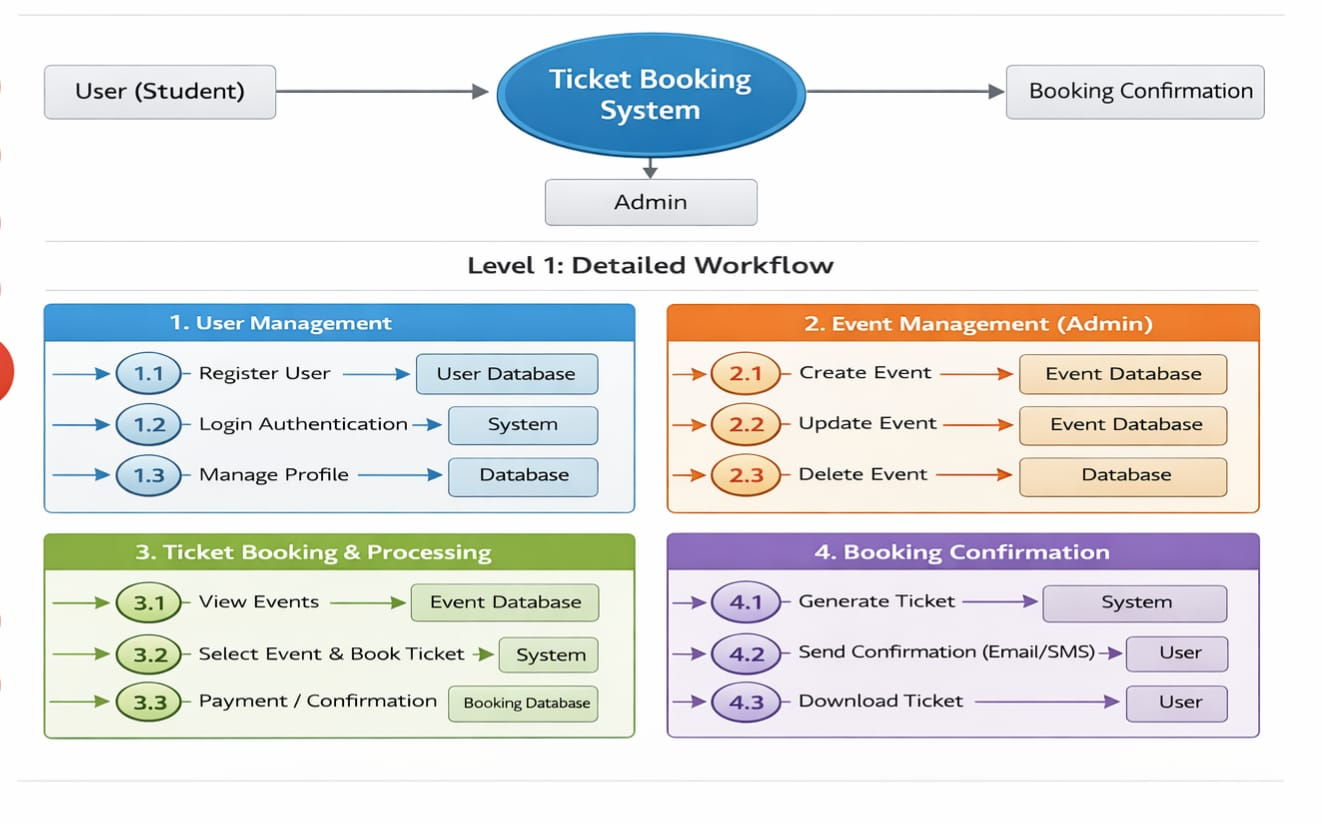 User (Student)
Ticket Booking
System
Booking Confirmation
Admin
Level 1: Detailed Workflow
1. User Management
1.1 Register User User Database
1.2 Login Authentication System
1.3 Manage Profile Database
2. Event Management (Admin)
2.1 Create Event Event Database
2.2 Update Event Event Database
2.3 Delete Event Database
3. Ticket Booking & Processing
3.1 View Events Event Database
3.2 Select Event & Book Ticket System
3.3 Payment / Confirmation Booking Database
4. Booking Confirmation
4.1 Generate Ticket System
4.2 Send Confirmation (Email/SMS) User
4.3 Download Ticket User